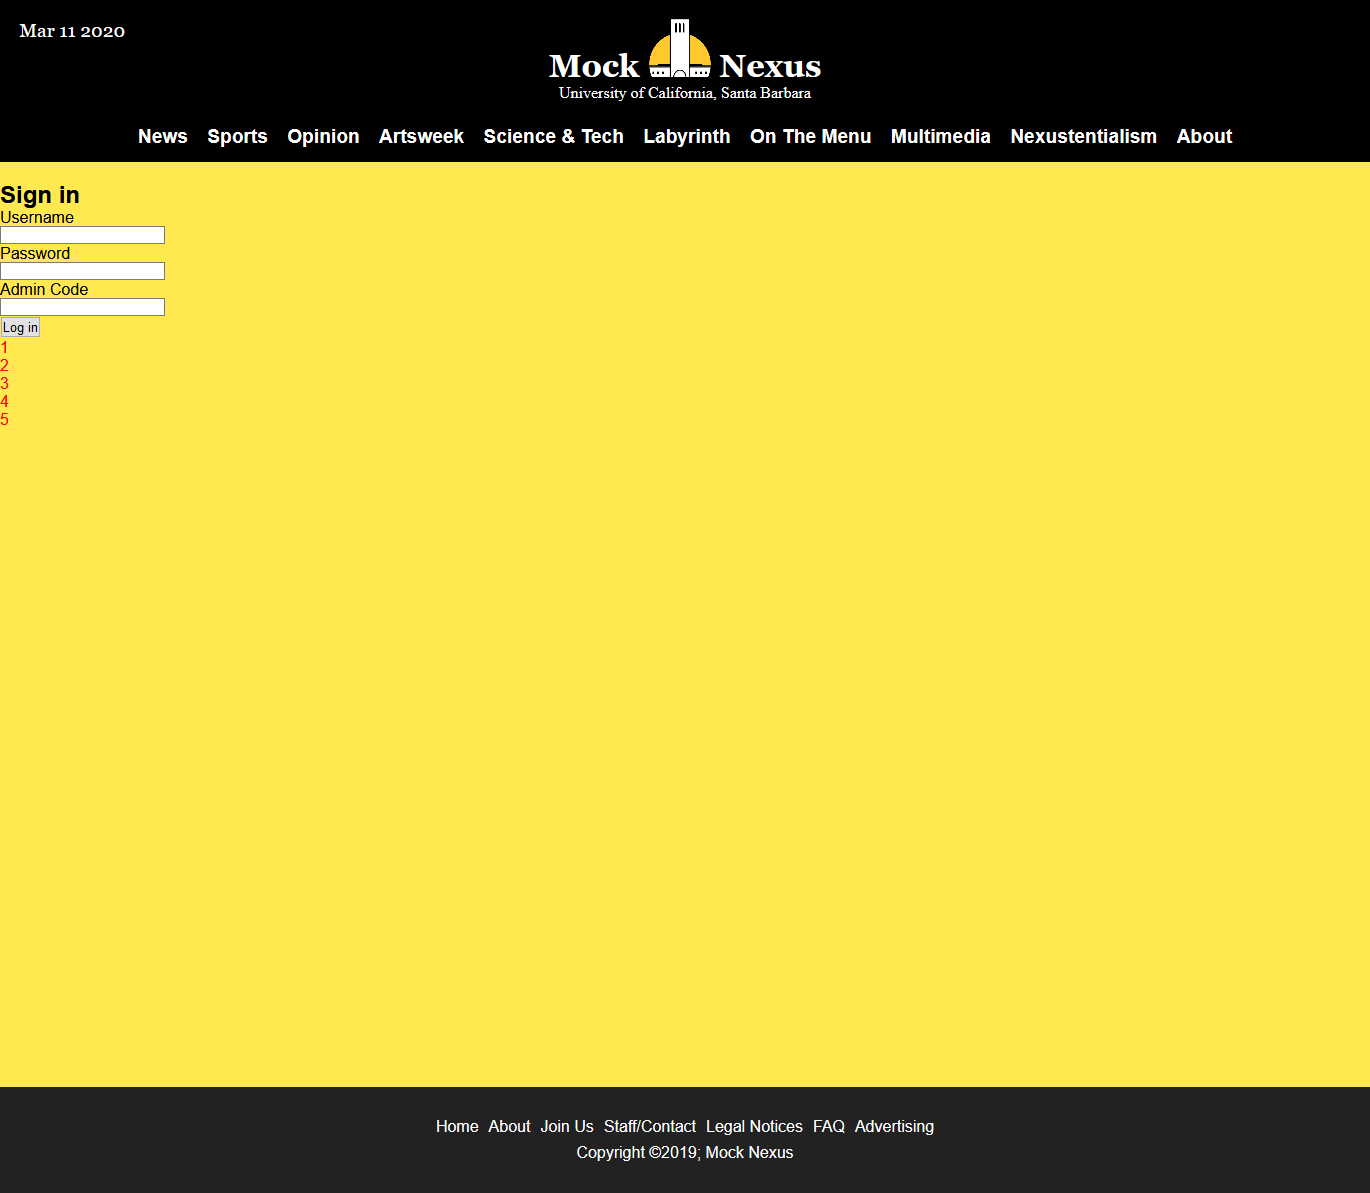 Mar 11 2020
Mock Nexus
University of California, Santa Barbara
News Sports Opinion Artsweek Science & Tech Labyrinth On The Menu Multimedia Nexustentialism About
Sign in
Username
Password
Admin Code
Log in
1
2
3
4
5
Home About Join Us Staff/Contact Legal Notices FAQ Advertising
Copyright ©2019; Mock Nexus